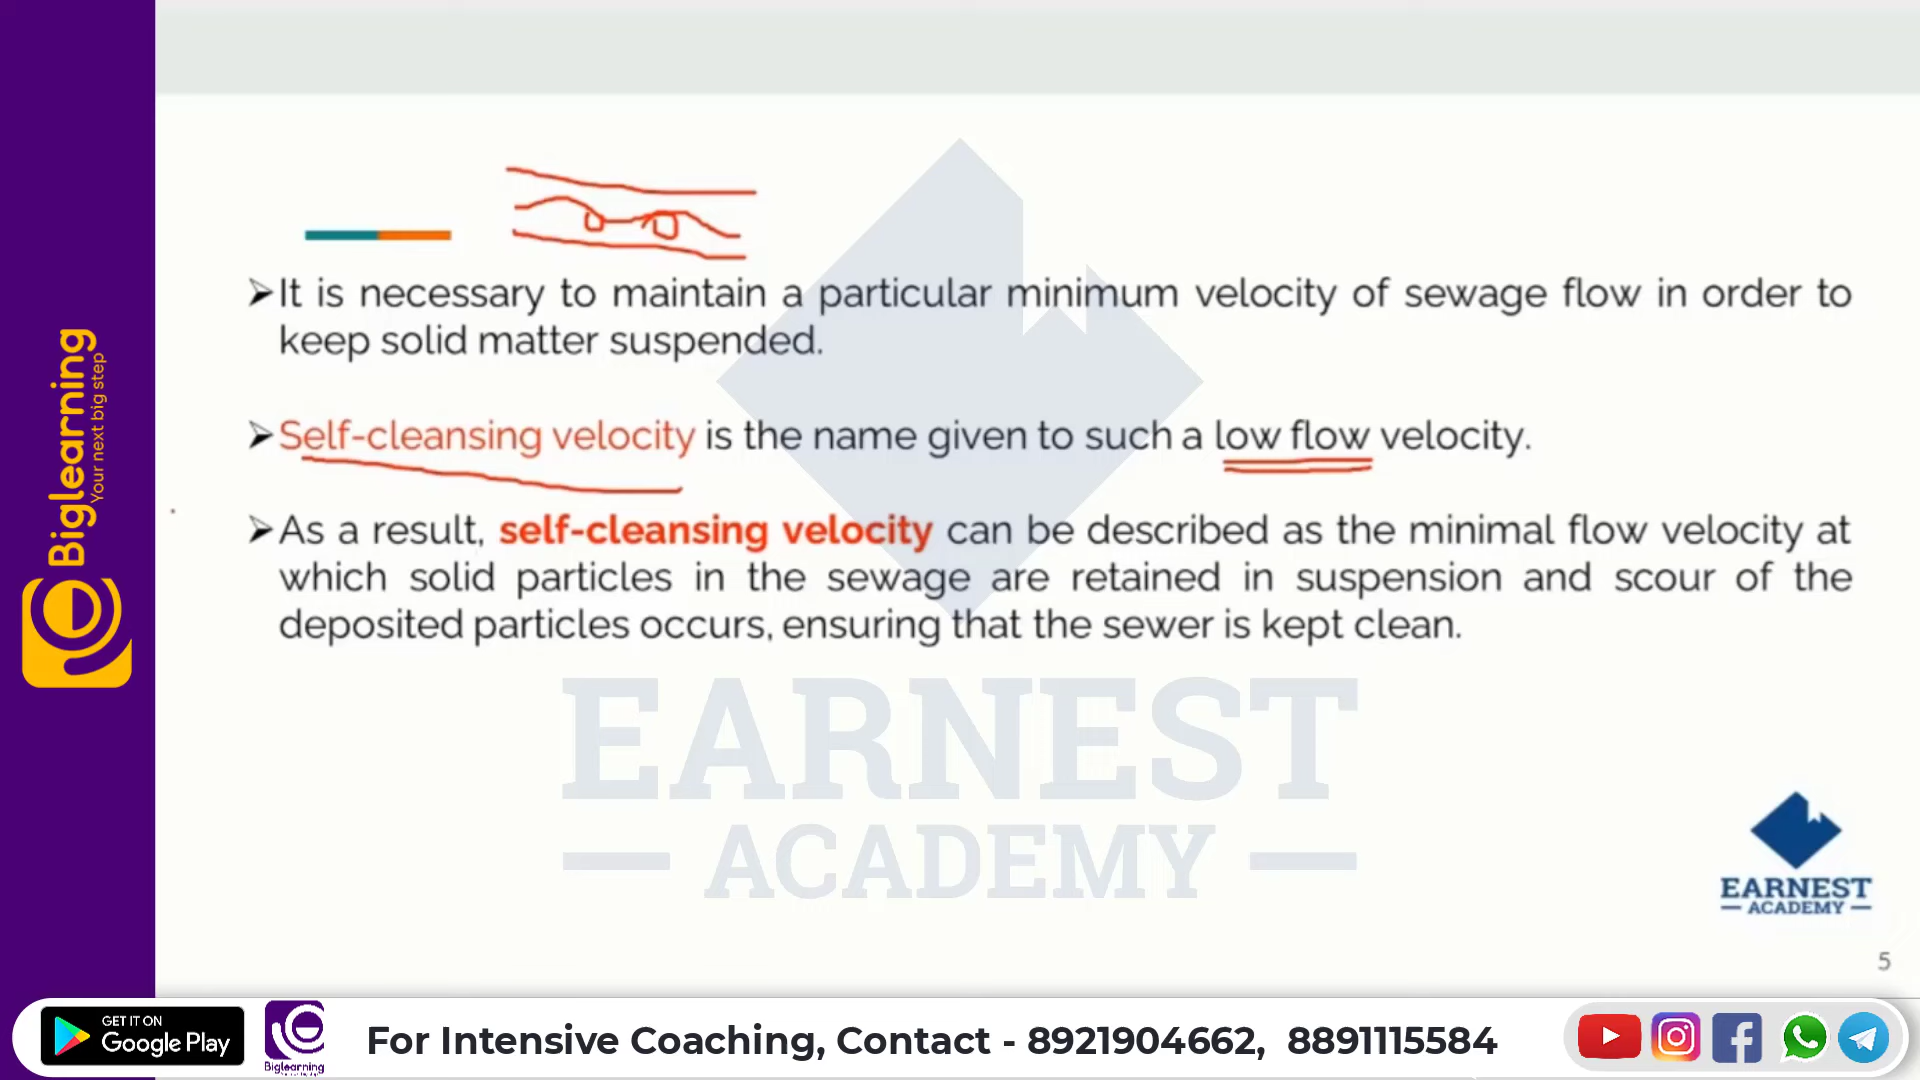 Biglearning
Your next big step
➤It is necessary to maintain a particular minimum velocity of sewage flow in order to
keep solid matter suspended.
➤Self-cleansing velocity is the name given to such a low flow velocity.
➤As a result, self-cleansing velocity can be described as the minimal flow velocity at
which solid particles in the sewage are retained in suspension and scour of the
deposited particles occurs, ensuring that the sewer is kept clean.
EARNEST
ACADEMY
EARNEST
ACADEMY
5
GET IT ON
Google Play
Biglearning
For Intensive Coaching, Contact - 8921904662, 8891115584